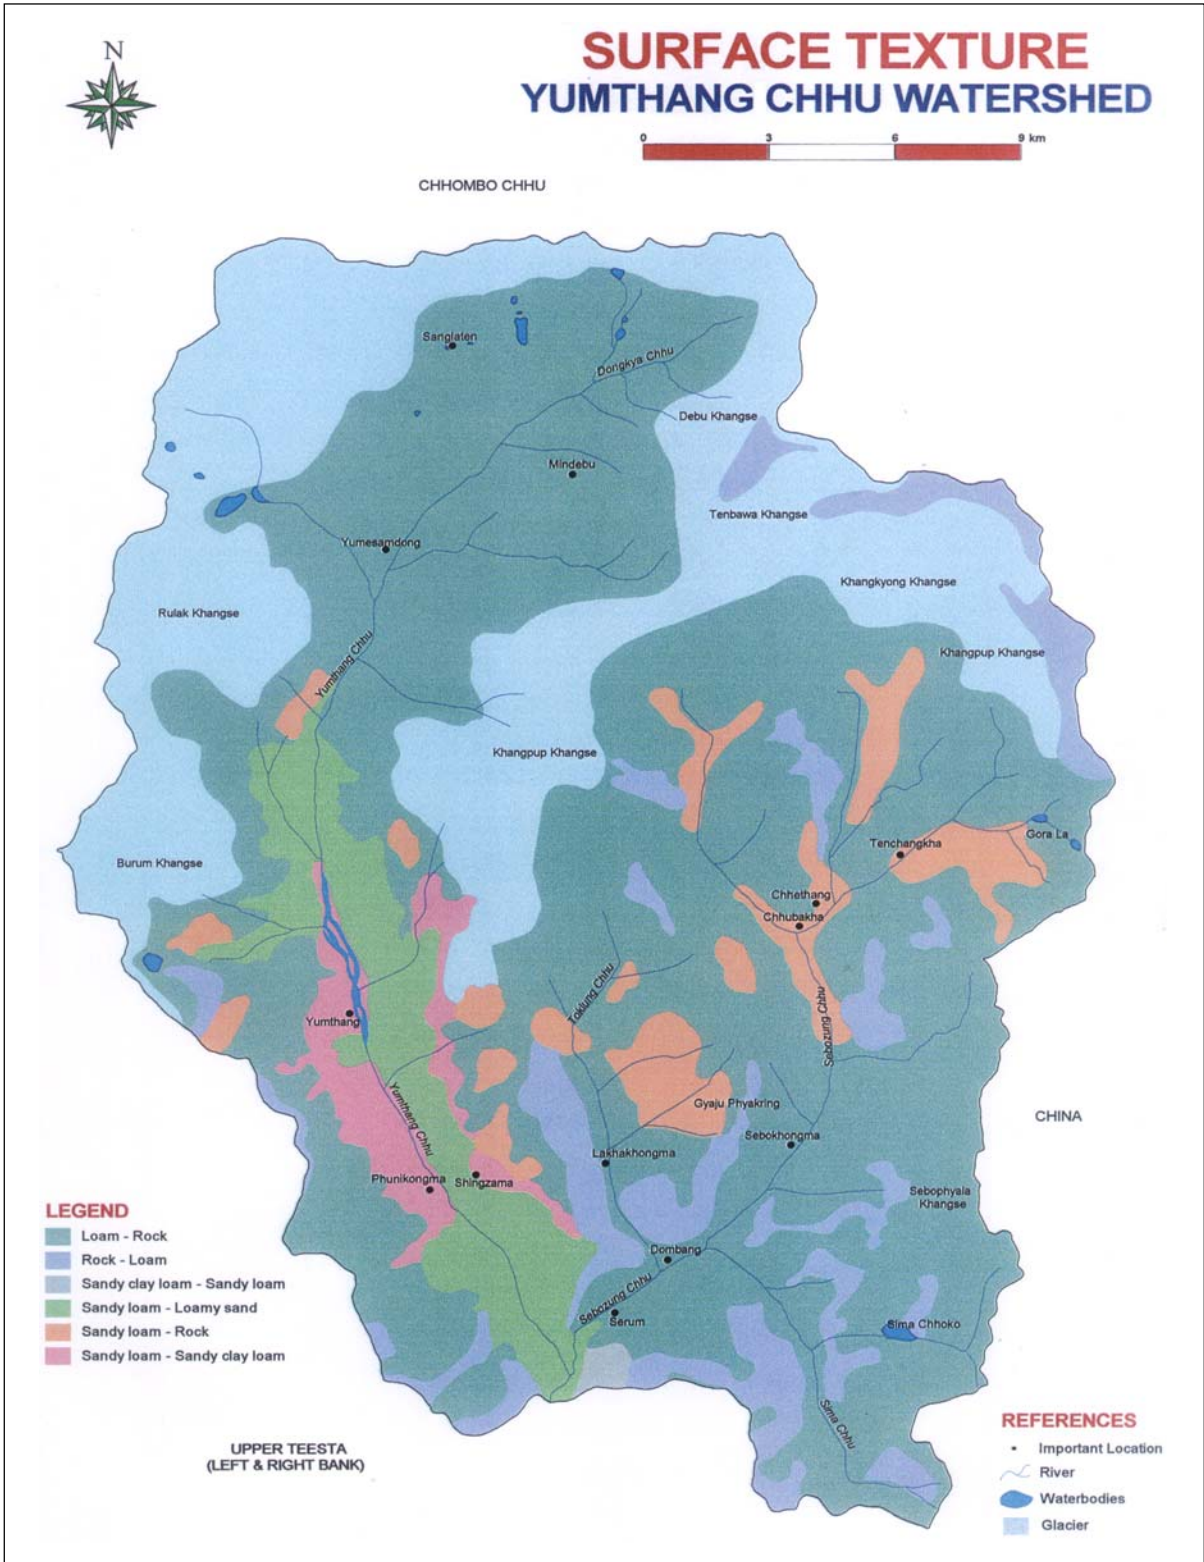 N
SURFACE TEXTURE
YUMTHANG CHHU WATERSHED
0 3 6 9 km
CHHOMBO CHHU
Sanglaten
Dongkya Chhu
Debu Khangse
Mindebu
Tenbawa Khangse
Yumesamdong
Khangkyong Khangse
Rulak Khangse
Yumthang Chhu
Khangpup Khangse
Khangpup Khangse
Gora La
Tenchangkha
Burum Khangse
Chhethang
Chhubakha
Toklung Chhu
Sebozung Chhu
Yumthang
Yumthang Chhu
Gyaju Phyakring
CHINA
Sebokhongma
Lakhakhongma
Phunikongma
Shingzama
Sebophyala
Khangse
Dombang
Sebozung Chhu
Serum
Sima Chhoko
Sima Chhu
LEGEND
Loam - Rock
Rock - Loam
Sandy clay loam - Sandy loam
Sandy loam - Loamy sand
Sandy loam - Rock
Sandy loam - Sandy clay loam
UPPER TEESTA
(LEFT & RIGHT BANK)
REFERENCES
Important Location
River
Waterbodies
Glacier